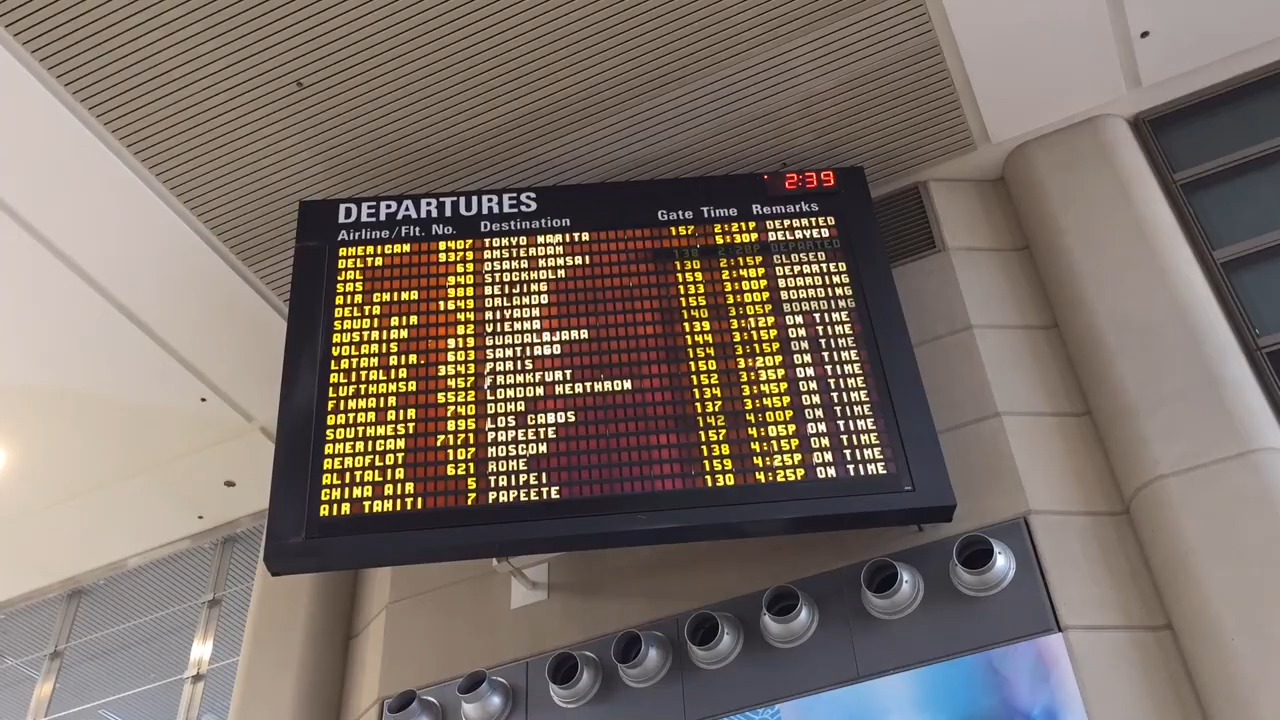 2:39
DEPARTURES
Airline/Flt. No. Destination Gate Time Remarks
AMERICAN 8407 TOKYO NARITA 157 2:21P DEPARTED
DELTA 9379 AMSTERDAM 5:30P DELAYED
JAL 69 OSAKA KANSAI 138 DEPARTED
SAS 940 STOCKHOLM 130 2:15P CLOSED
AIR CHINA 988 BEIJING 159 2:48P DEPARTED
DELTA 1649 ORLANDO 133 3:00P BOARDING
SAUDI AIR 44 RIYADH 155 3:00P BOARDING
AUSTRIAN 82 VIENNA 140 3:05P BOARDING
VOLARIS 919 GUADALAJARA 139 3:12P ON TIME
LATAM AIR. 603 SANTIAGO 144 3:15P ON TIME
ALITALIA 3543 PARIS 154 3:15P ON TIME
LUFTHANSA 457 FRANKFURT 150 3:20P ON TIME
FINNAIR 5522 LONDON HEATHROW 152 3:35P ON TIME
QATAR AIR 740 DOHA 134 3:45P ON TIME
SOUTHWEST 895 LOS CABOS 137 3:45P ON TIME
AMERICAN 7171 PAPEETE 142 4:00P ON TIME
AEROFLOT 107 MOSCOW 157 4:05P ON TIME
ALITALIA 621 ROME 138 4:15P ON TIME
CHINA AIR 5 TAIPEI 159 4:25P ON TIME
AIR TAHITI 7 PAPEETE 130 4:25P ON TIME